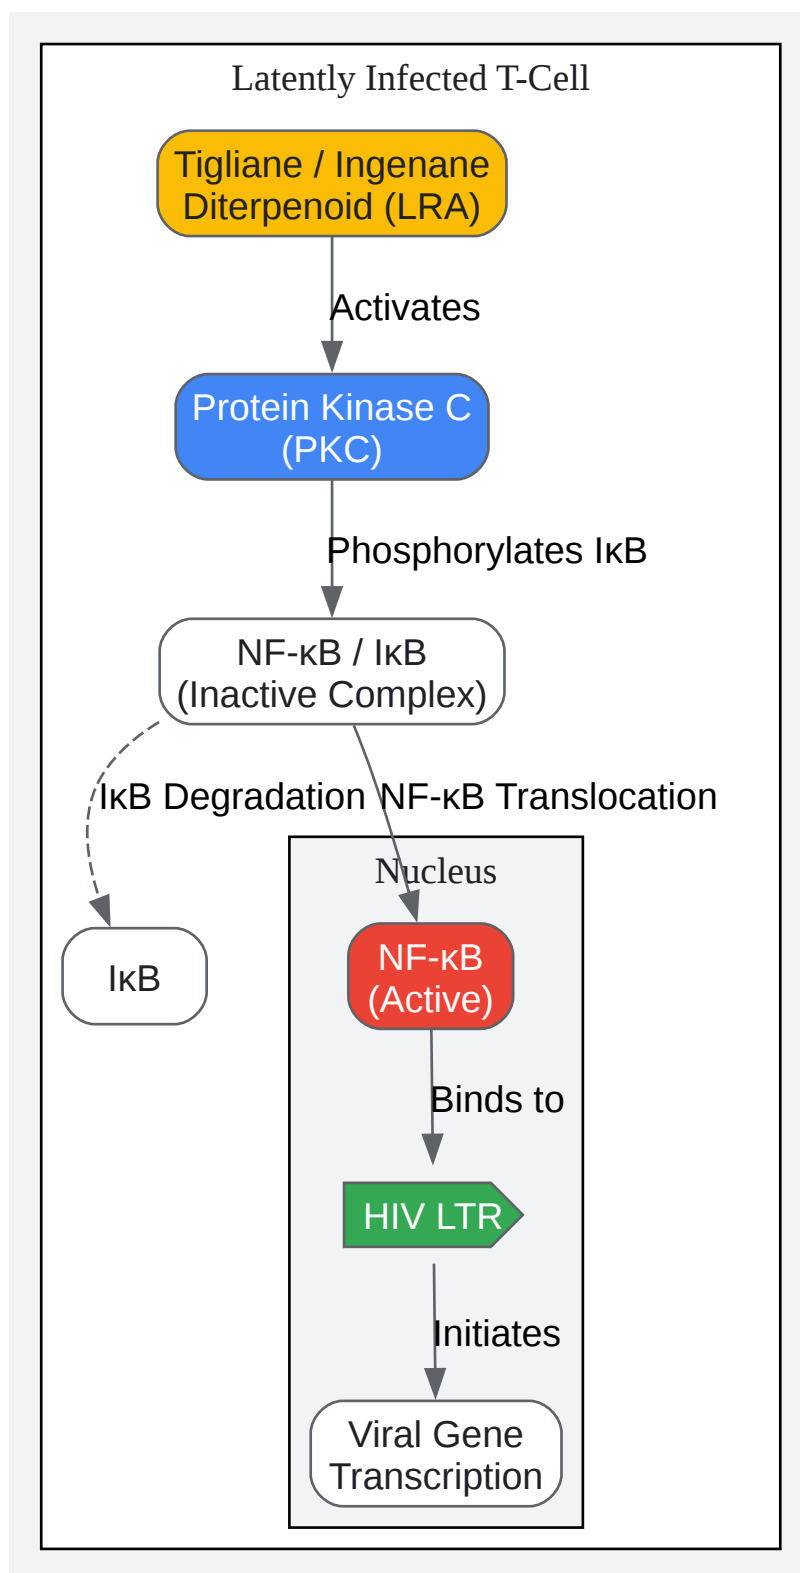 Latently Infected T-Cell
Tigliane / Ingenane
Diterpenoid (LRA)
Activates
Protein Kinase C
(PKC)
Phosphorylates IκB
NF-κB / IκB
(Inactive Complex)
IκB Degradation
NF-κB Translocation
Nucleus
NF-κB
(Active)
IκB
Binds to
HIV LTR
Initiates
Viral Gene
Transcription